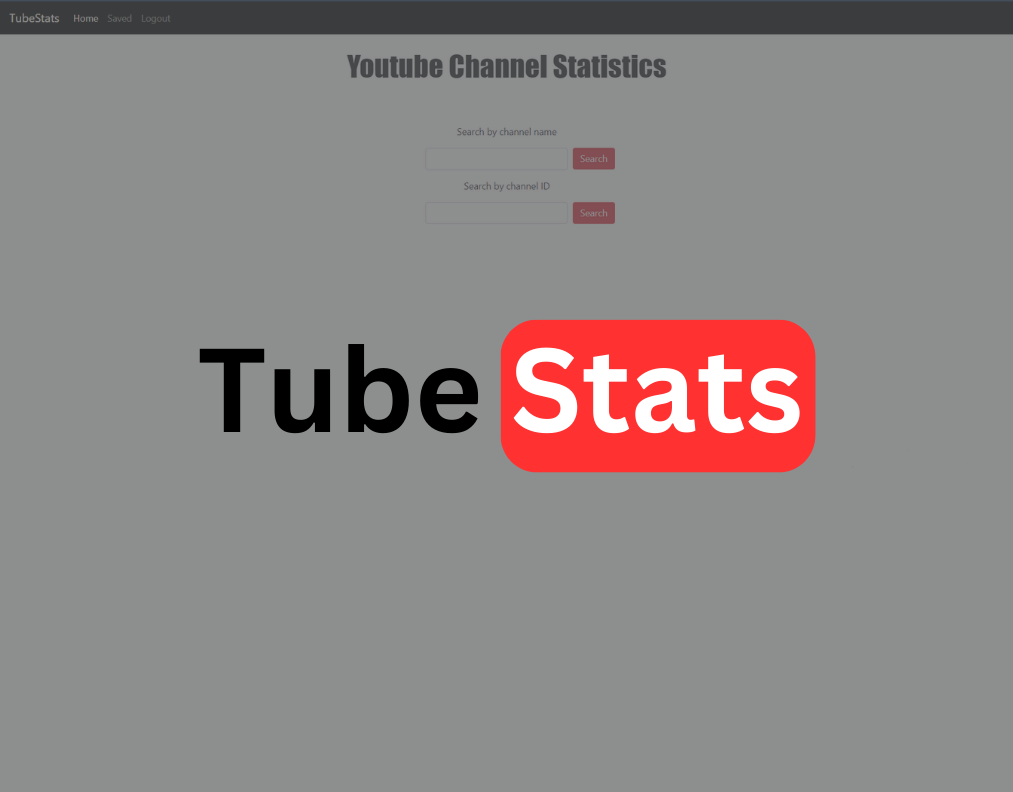 TubeStats Home Saved Logout
Youtube Channel Statistics
Search by channel name
Search
Search by channel ID
Search
Tube Stats